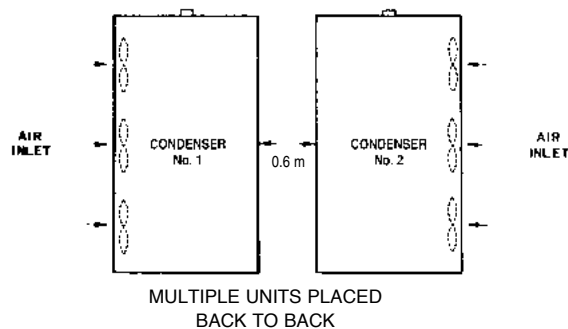 AIR
INLET
CONDENSER
No. 1
0.6 m
CONDENSER
No. 2
AIR
INLET
MULTIPLE UNITS PLACED
BACK TO BACK